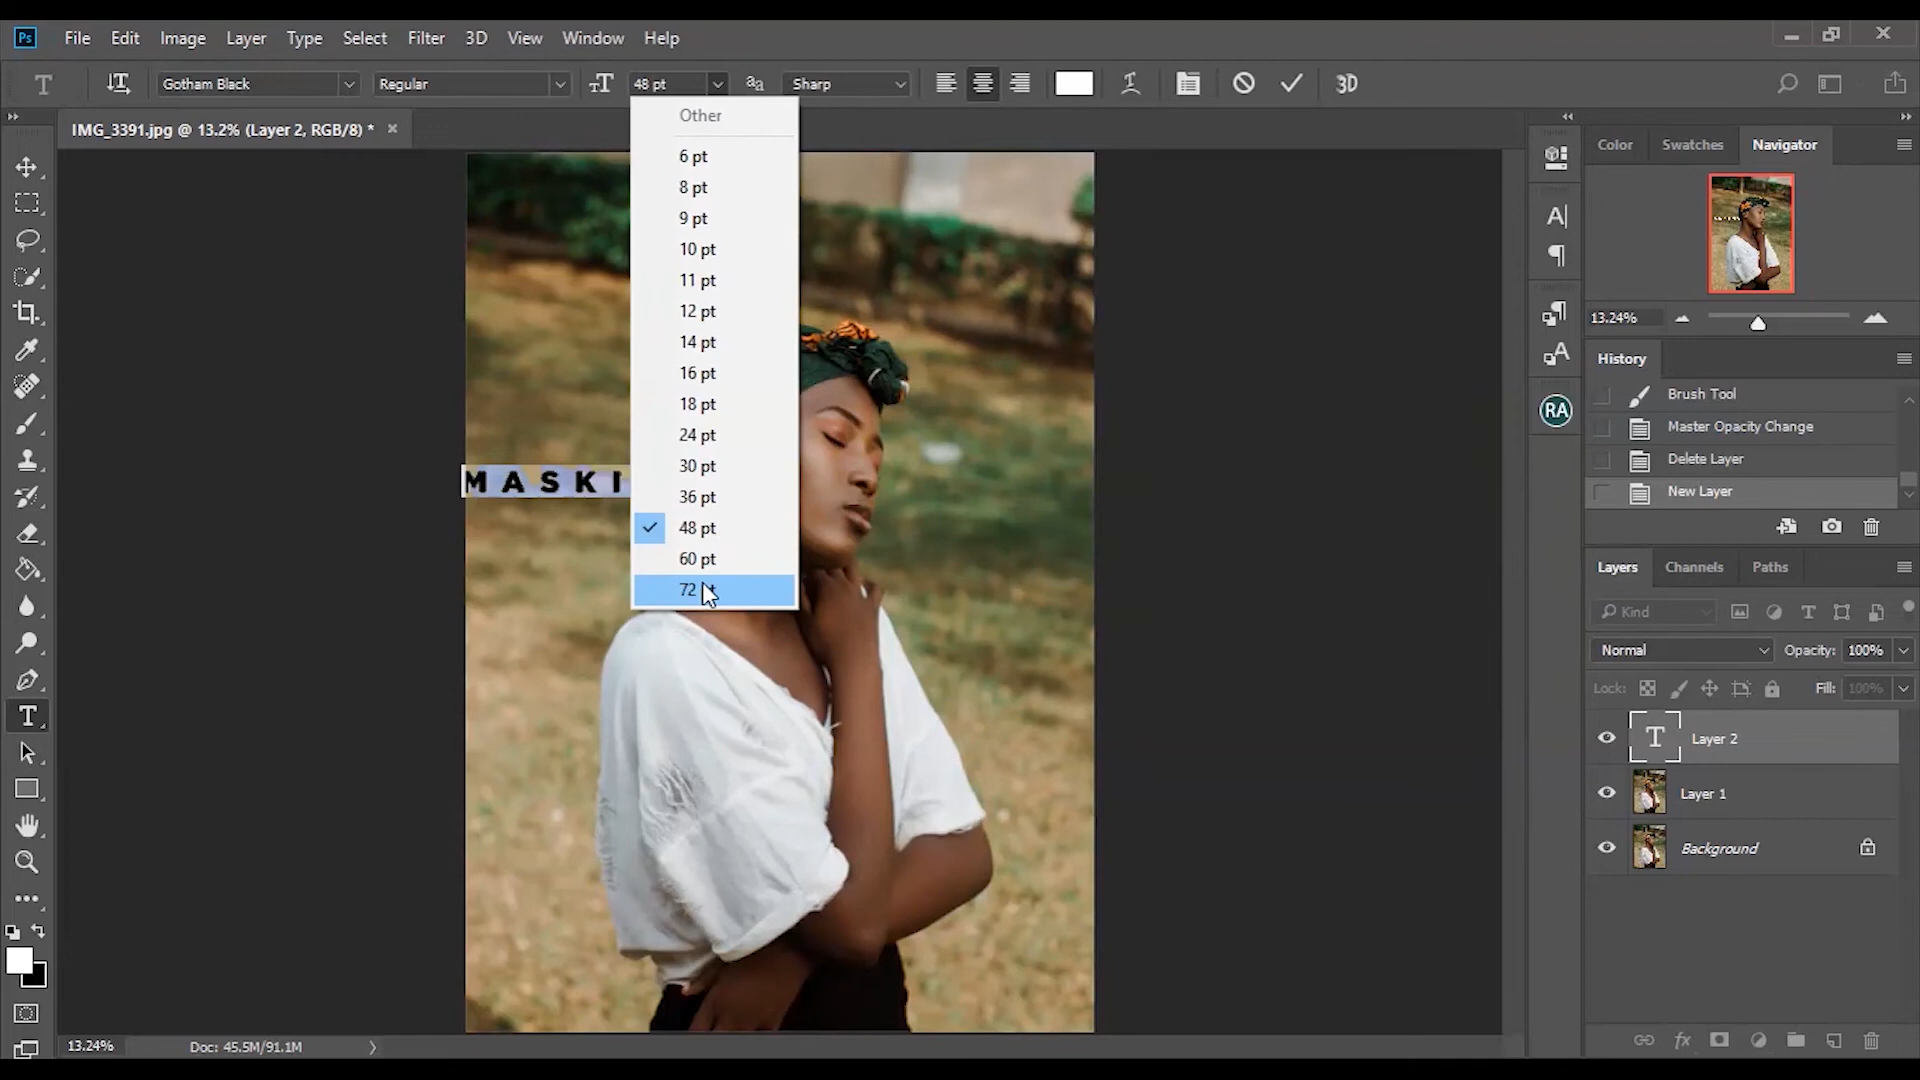 Ps File Edit Image Layer Type Select Filter 3D View Window Help
T Gotham Black Regular 48 pt aa Sharp 3D
IMG_3391.jpg @ 13.2% (Layer 2, RGB/8) *
Other
6 pt
8 pt
9 pt
10 pt
11 pt
12 pt
14 pt
16 pt
18 pt
24 pt
30 pt
36 pt
48 pt
60 pt
72
MASKI
Color Swatches Navigator
13.24%
History
Brush Tool
Master Opacity Change
Delete Layer
New Layer
RA
Layers Channels Paths
Kind
Normal Opacity: 100%
Lock: Fill: 100%
T Layer 2
Layer 1
Background
13.24% Doc: 45.5M/91.1M